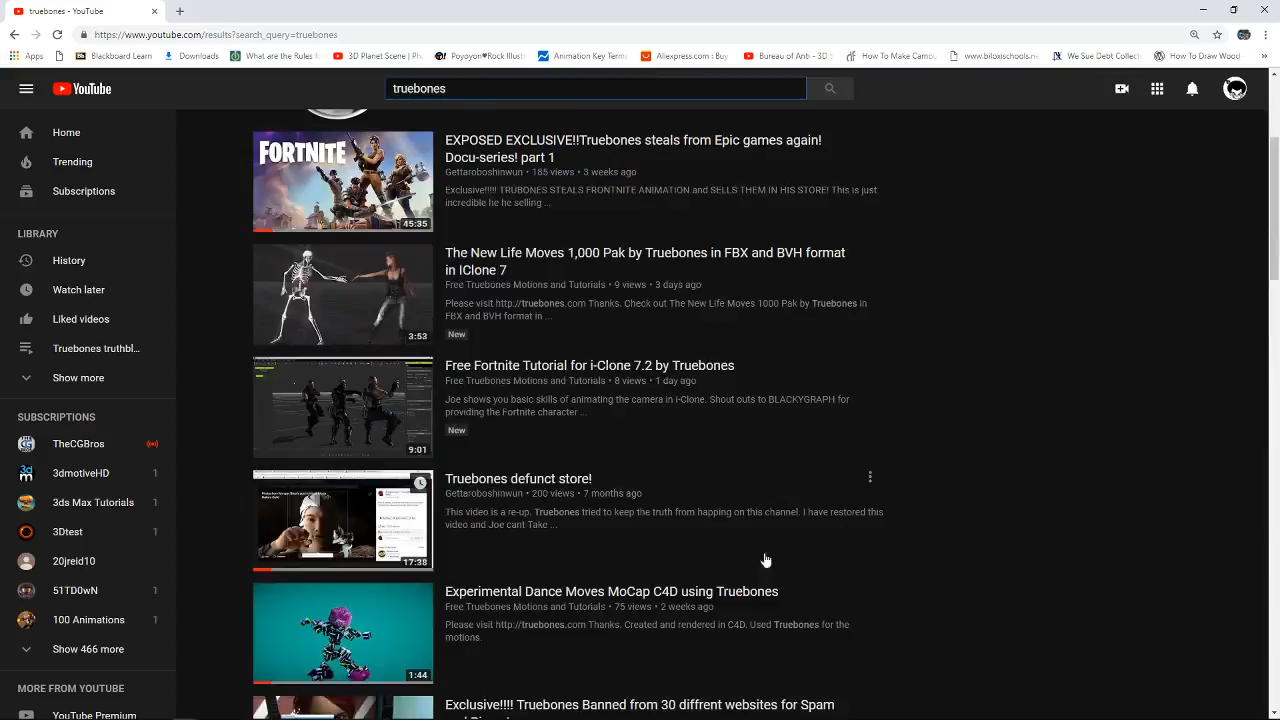 truebones - YouTube
https://www.youtube.com/results?search_query=truebones
Apps
Blackboard Learn
Downloads
What are the Rules f
3D Planet Scene | Ph
Popoyon♥Rock Illust
Animation Key Term
Aliexpress.com : Buy
Bureau of Anti - 3D S
How To Make Camou
www.biloxischools.n
We Sue Debt Collect
How To Draw Wood
YouTube
truebones
Home
Trending
Subscriptions
LIBRARY
History
Watch later
Liked videos
Truebones truthbl...
Show more
SUBSCRIPTIONS
TheCGBros
3dmotiveHD 1
3ds Max Tutori... 1
3Dtest
20jreid10
51TD0wN 1
100 Animations 1
Show 466 more
MORE FROM YOUTUBE
YouTube Premium
FORTNITE
45:35
EXPOSED EXCLUSIVE!!Truebones steals from Epic games again!
Docu-series! part 1
Gettaroboshinwun • 185 views • 3 weeks ago
Exclusive!!!!! TRUBONES STEALS FRONTNITE ANIMATION and SELLS THEM IN HIS STORE! This is just
incredible he he selling ...
3:53
The New Life Moves 1,000 Pak by Truebones in FBX and BVH format
in IClone 7
Free Truebones Motions and Tutorials • 9 views • 3 days ago
Please visit http://truebones.com Thanks. Check out The New Life Moves 1000 Pak by Truebones in
FBX and BVH format in ...
New
9:01
Free Fortnite Tutorial for i-Clone 7.2 by Truebones
Free Truebones Motions and Tutorials • 8 views • 1 day ago
Joe shows you basic skills of animating the camera in i-Clone. Shout outs to BLACKYGRAPH for
providing the Fortnite character ...
New
17:38
Truebones defunct store!
Gettaroboshinwun • 200 views • 7 months ago
This video is a re-up. Truebones tried to keep the truth from happing on this channel. I have restored this
video and Joe cant Take ...
1:44
Experimental Dance Moves MoCap C4D using Truebones
Free Truebones Motions and Tutorials • 75 views • 2 weeks ago
Please visit http://truebones.com Thanks. Created and rendered in C4D. Used Truebones for the
motions.
Exclusive!!!! Truebones Banned from 30 diffrent websites for Spam